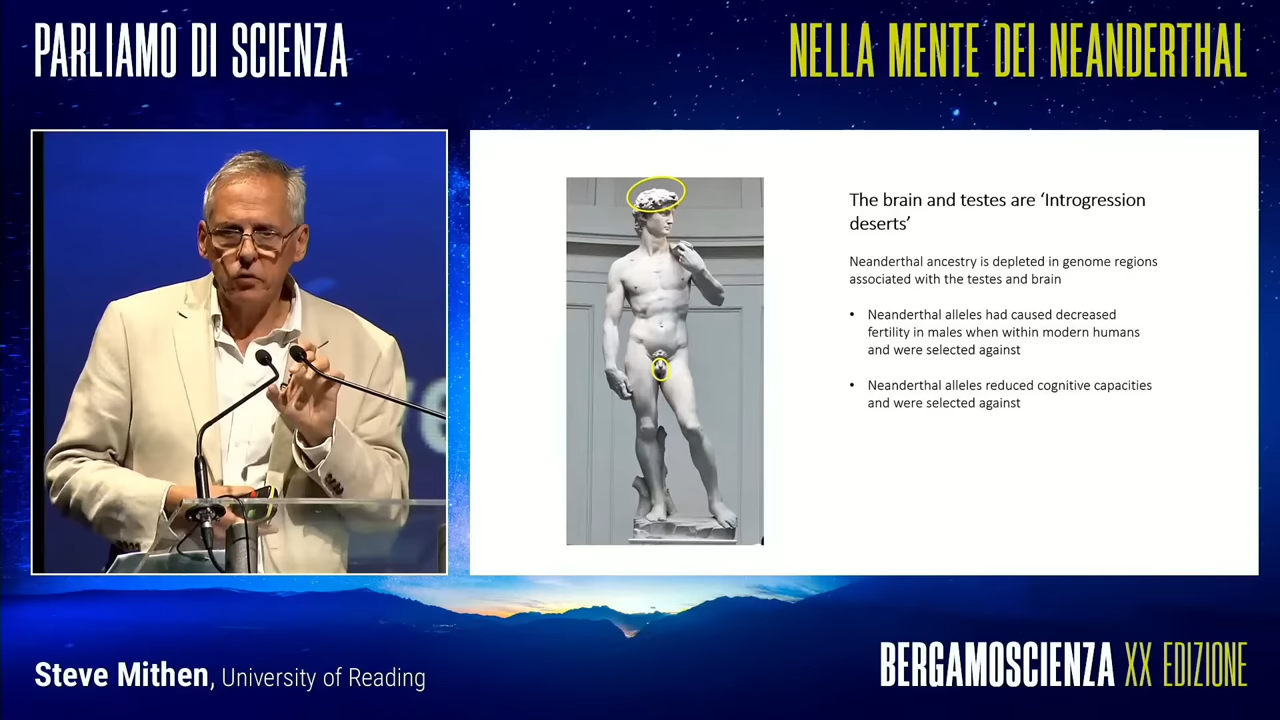 PARLIAMO DI SCIENZA
NELLA MENTE DEI NEANDERTHAL
The brain and testes are ‘Introgression
deserts’
Neanderthal ancestry is depleted in genome regions
associated with the testes and brain
• Neanderthal alleles had caused decreased
fertility in males when within modern humans
and were selected against
• Neanderthal alleles reduced cognitive capacities
and were selected against
Steve Mithen, University of Reading
BERGAMOSCIENZA XX EDIZIONE